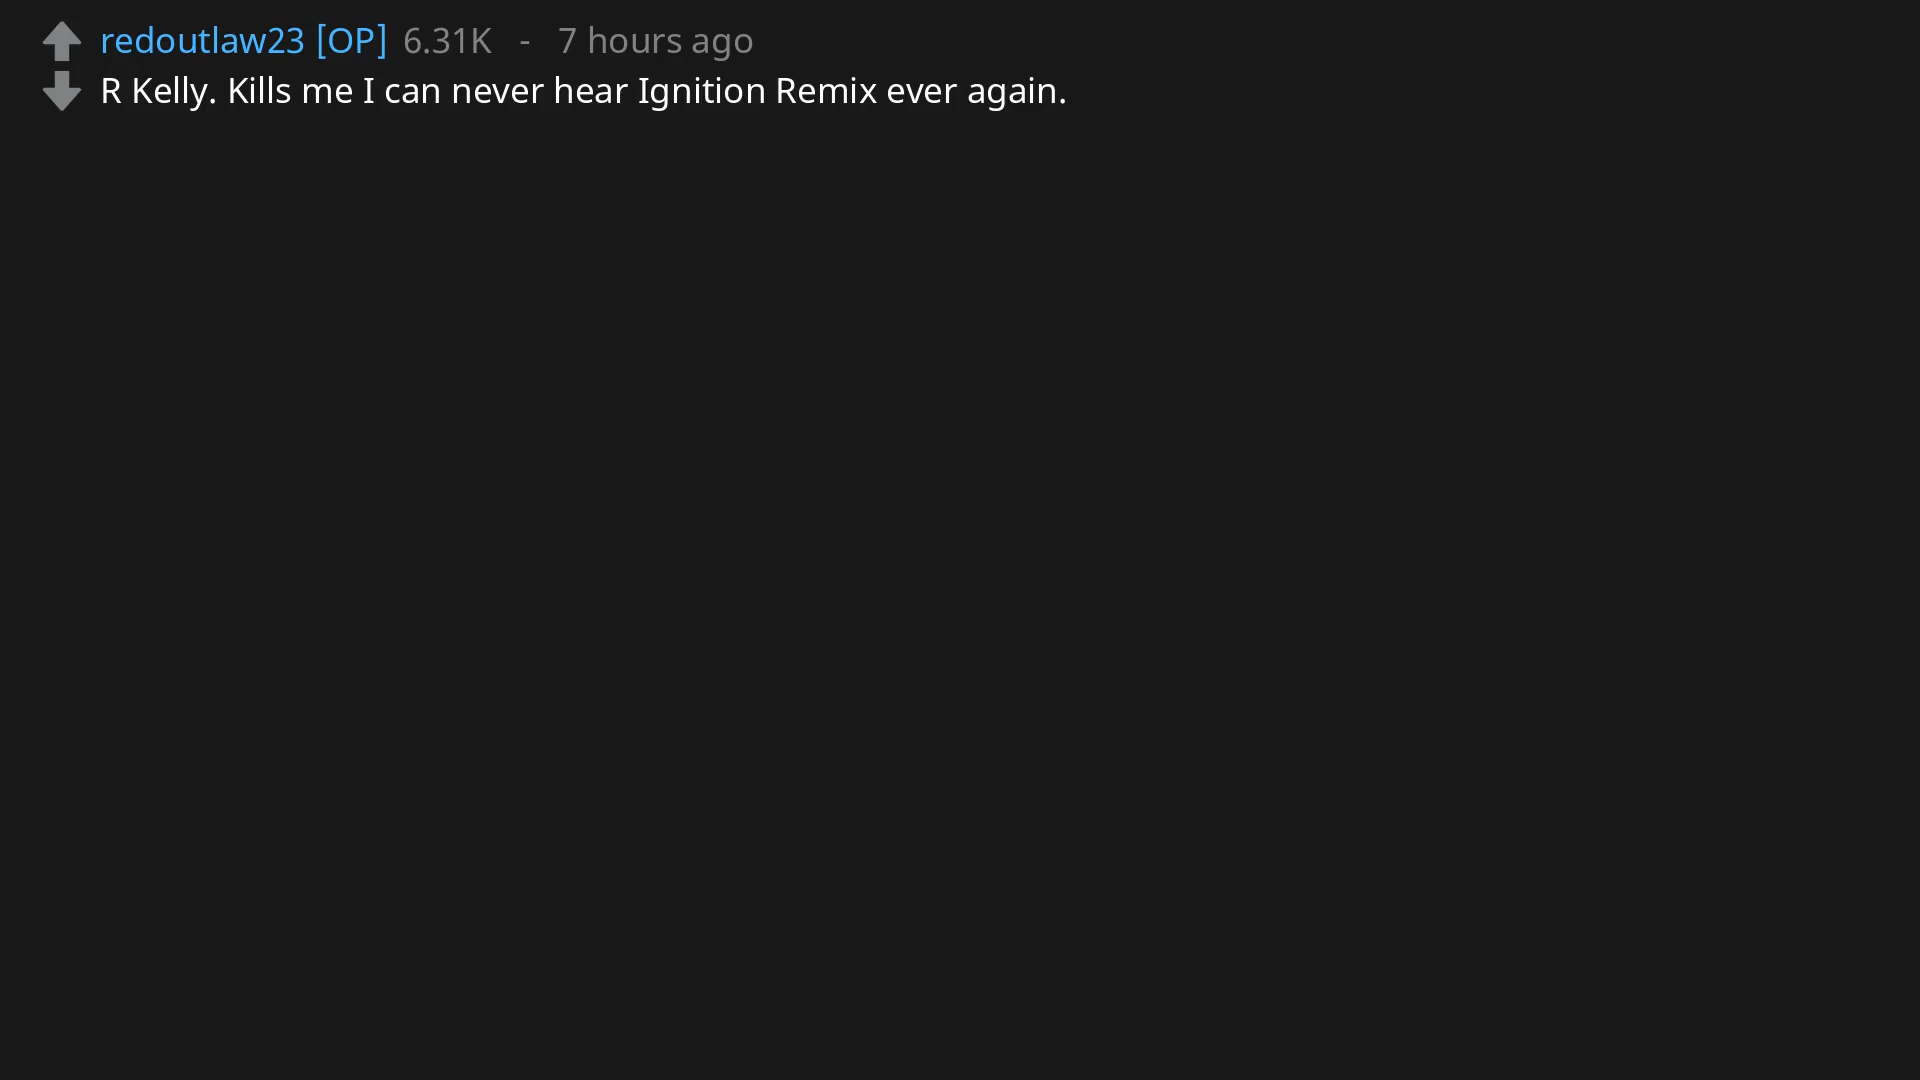 redoutlaw23 [OP] 6.31K - 7 hours ago
R Kelly. Kills me I can never hear Ignition Remix ever again.